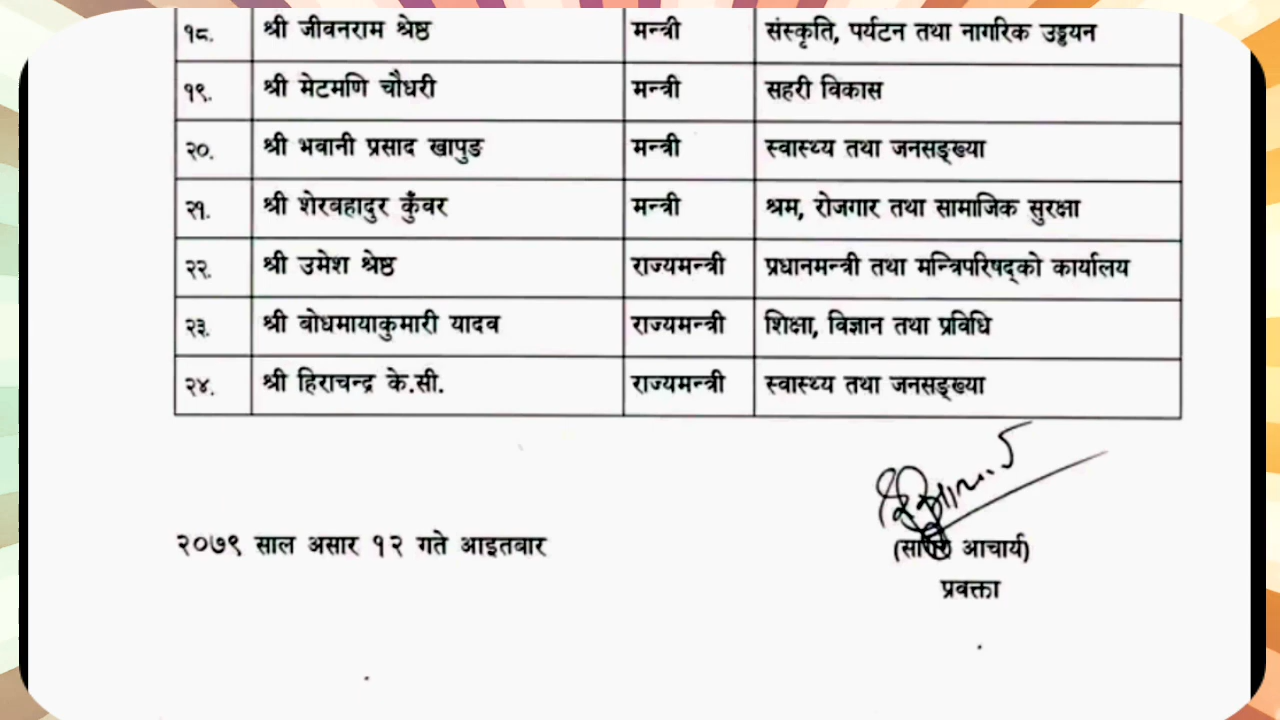 १८. श्री जीवनराम श्रेष्ठ मन्त्री संस्कृति, पर्यटन तथा नागरिक उड्डयन
१९. श्री मेटमणि चौधरी मन्त्री सहरी विकास
२०. श्री भवानी प्रसाद खापुङ मन्त्री स्वास्थ्य तथा जनसङ्ख्या
२१. श्री शेरबहादुर कुँवर मन्त्री श्रम, रोजगार तथा सामाजिक सुरक्षा
२२. श्री उमेश श्रेष्ठ राज्यमन्त्री प्रधानमन्त्री तथा मन्त्रिपरिषद्को कार्यालय
२३. श्री बोधमायाकुमारी यादव राज्यमन्त्री शिक्षा, विज्ञान तथा प्रविधि
२४. श्री हिराचन्द्र के.सी. राज्यमन्त्री स्वास्थ्य तथा जनसङ्ख्या
२०७९ साल असार १२ गते आइतबार
आचार्य)
प्रवक्ता